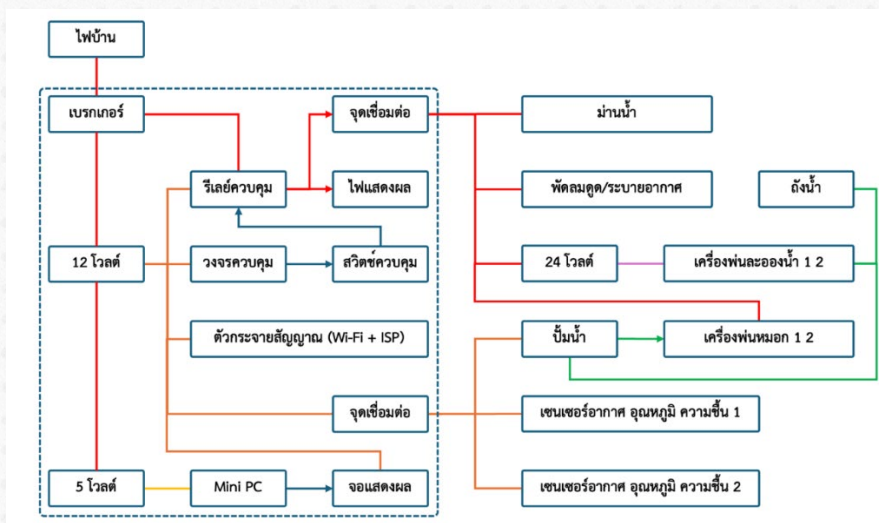 ไฟบ้าน
เบรกเกอร์
จุดเชื่อมต่อ
ม่านน้ำ
รีเลย์ควบคุม
ไฟแสดงผล
พัดลมดูด/ระบายอากาศ
ถังน้ำ
12 โวลต์
วงจรควบคุม
สวิตช์ควบคุม
24 โวลต์
เครื่องพ่นละอองน้ำ 1 2
ตัวกระจายสัญญาณ (Wi-Fi + ISP)
ปั้มน้ำ
เครื่องพ่นหมอก 1 2
จุดเชื่อมต่อ
เซนเซอร์อากาศ อุณหภูมิ ความชื้น 1
5 โวลต์
Mini PC
จอแสดงผล
เซนเซอร์อากาศ อุณหภูมิ ความชื้น 2